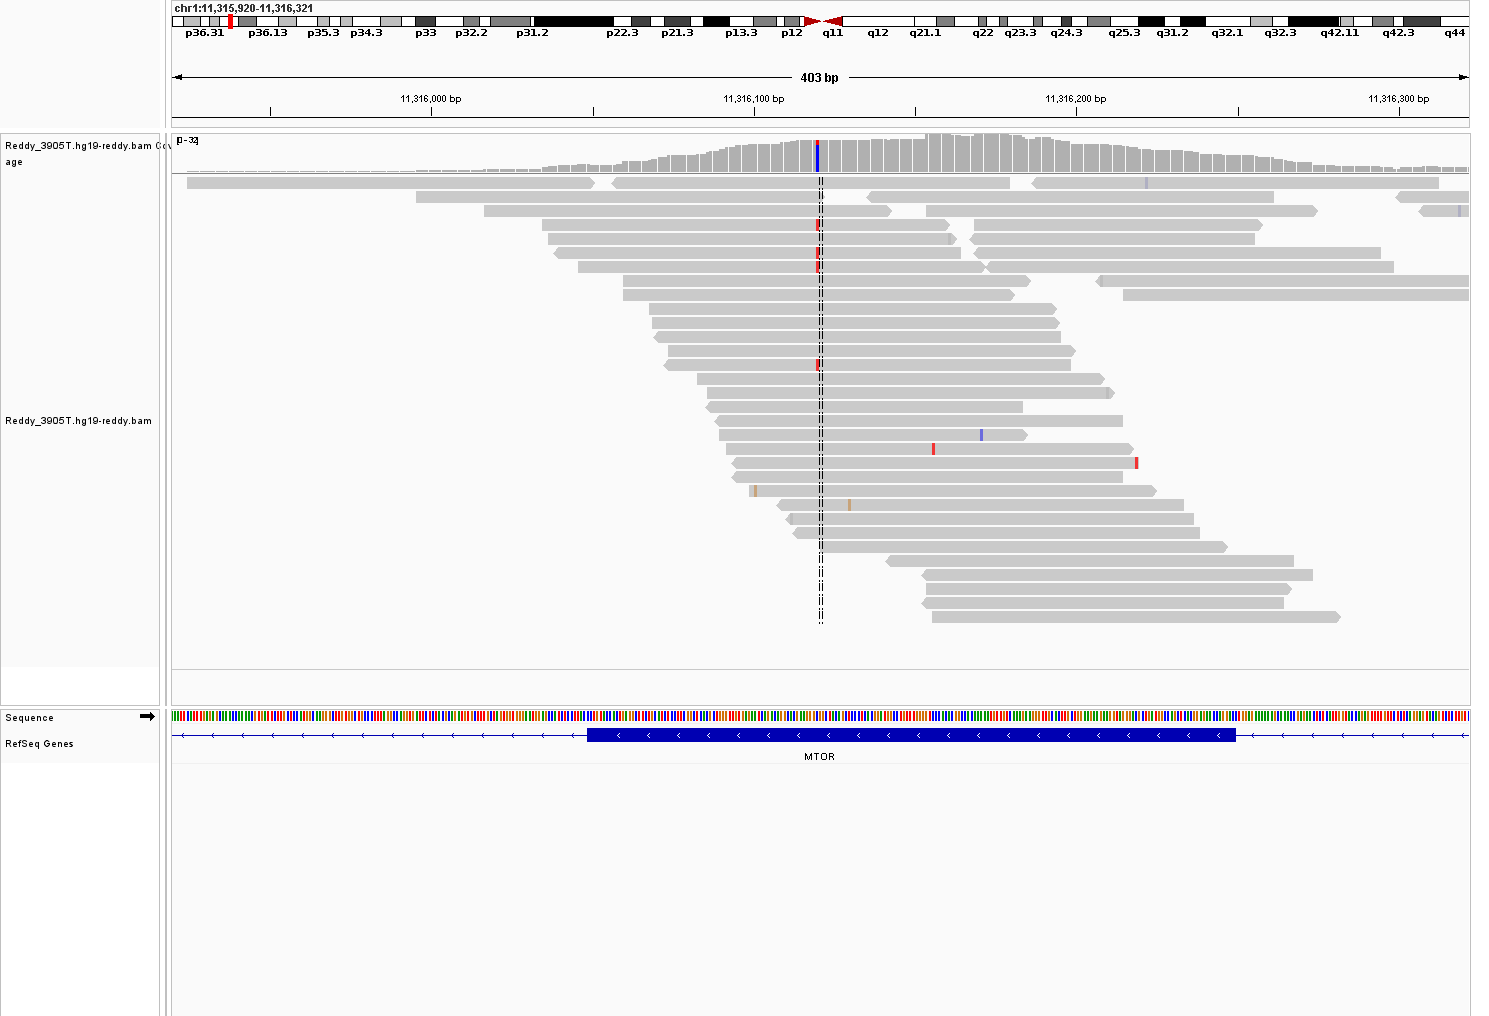 chr1:11,315,920-11,316,321
p36.31 p36.13 p35.3 p34.3 p33 p32.2 p31.2 p22.3 p21.3 p13.3 p12 q11 q12 q21.1 q22 q23.3 q24.3 q25.3 q31.2 q32.1 q32.3 q42.11 q42.3 q44
403 bp
11,316,000 bp 11,316,100 bp 11,316,200 bp 11,316,300 bp
Reddy_3905T.hg19-reddy.bam Cov
age
[0-32]
Reddy_3905T.hg19-reddy.bam
Sequence
RefSeq Genes
MTOR